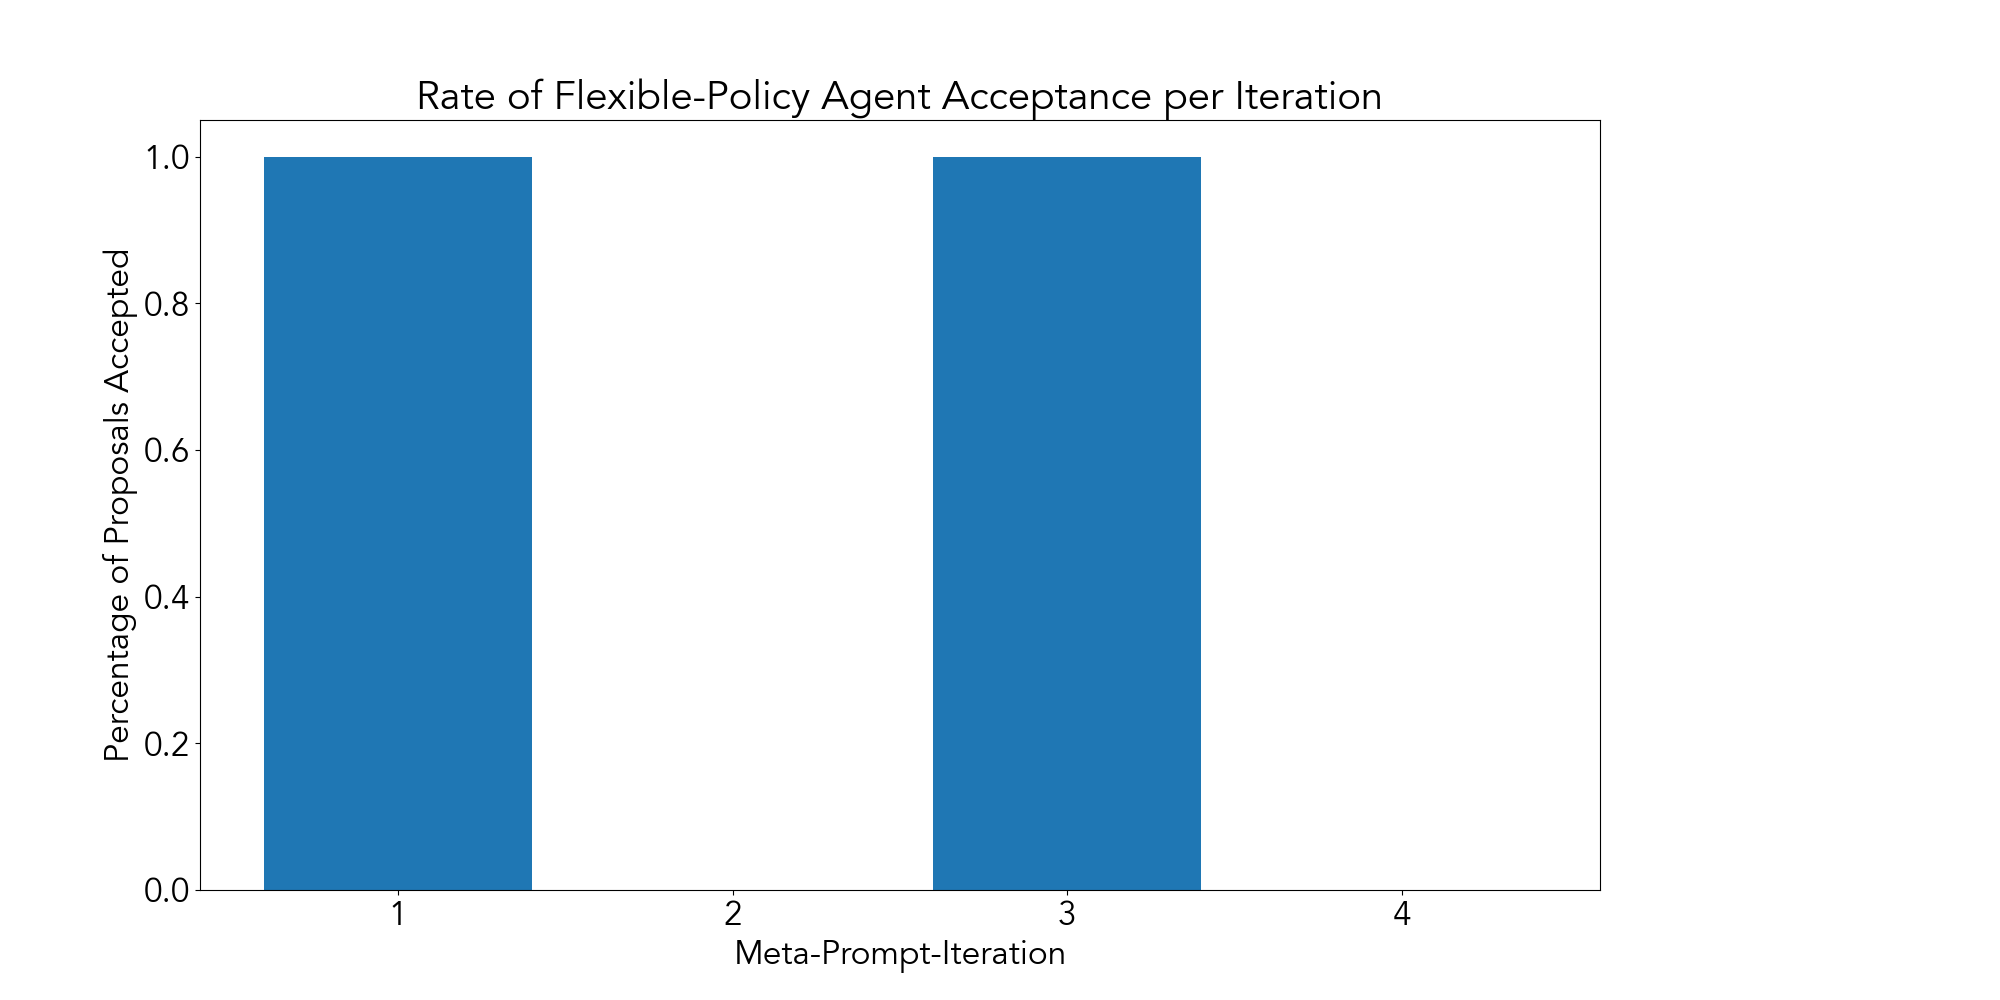 Rate of Flexible-Policy Agent Acceptance per Iteration
Percentage of Proposals Accepted
1.0
0.8
0.6
0.4
0.2
0.0
1 2 3 4
Meta-Prompt-Iteration